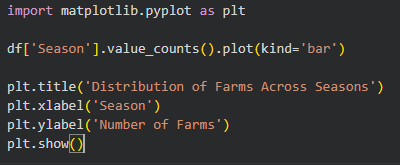 import matplotlib.pyplot as plt
df['Season'].value_counts().plot(kind='bar')
plt.title('Distribution of Farms Across Seasons')
plt.xlabel('Season')
plt.ylabel('Number of Farms')
plt.show()